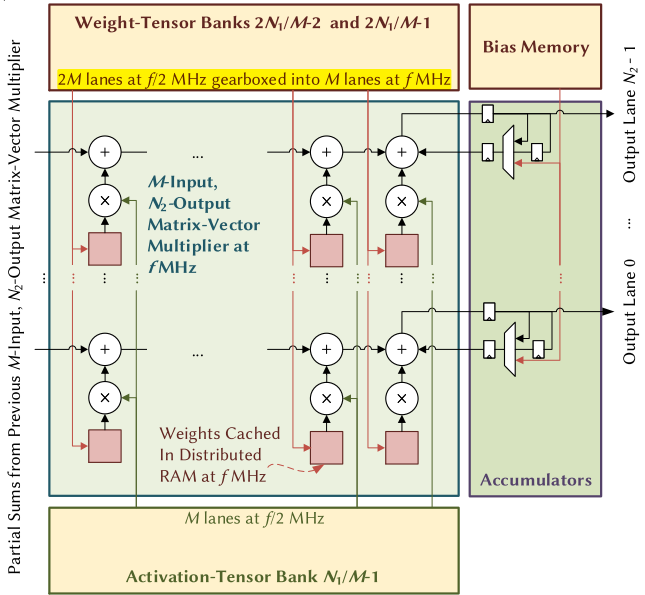 Weight-Tensor Banks 2N₁/M-2 and 2N₁/M-1
2M lanes at f/2 MHz gearboxed into M lanes at f MHz
Bias Memory
Partial Sums from Previous M-Input, N₂-Output Matrix-Vector Multiplier
+
...
+
+
×
×
×
M-Input,
N₂-Output
Matrix-Vector
Multiplier at
f MHz
Output Lane N₂ - 1
...
Output Lane 0
...
...
...
...
...
...
...
...
+
...
+
+
×
×
×
Weights Cached
In Distributed
RAM at f MHz
Accumulators
M lanes at f/2 MHz
Activation-Tensor Bank N₁/M-1